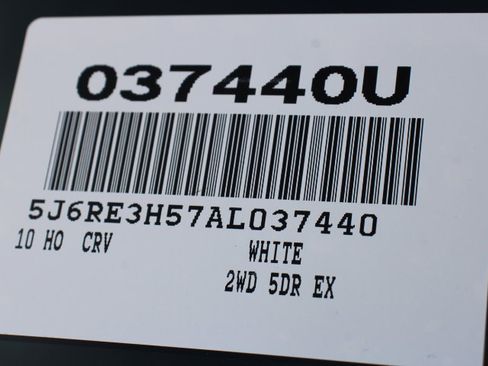 037440U
5J6RE3H57AL037440
10 HO CRV WHITE
2WD 5DR EX